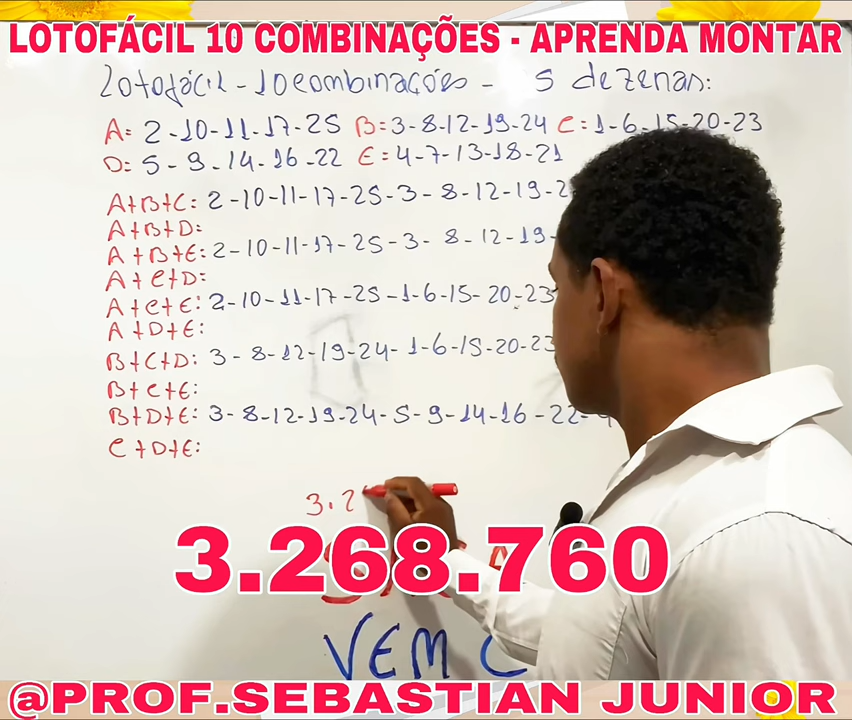 LOTOFÁCIL 10 COMBINAÇÕES - APRENDA MONTAR
Lotofácil - 10 combinações - 5 dezenas:
A: 2-10-11-17-25 B:3-8-12-19-24 C:1-6-15-20-23
D: 5-9-14-16-22 E:4-7-13-18-21
A+B+C: 2-10-11-17-25-3-8-12-19-2
A+B+D:
A+B+E: 2-10-11-17-25-3-8-12-19-
A+C+D:
A+C+E: 2-10-11-17-25-1-6-15-20-23
A+D+E:
B+C+D: 3-8-12-19-24-1-6-15-20-23
B+C+E:
B+D+E: 3-8-12-19-24-5-9-14-16-22-
C+D+E:
3.2
3.268.760
VEM C
@PROF.SEBASTIAN JUNIOR